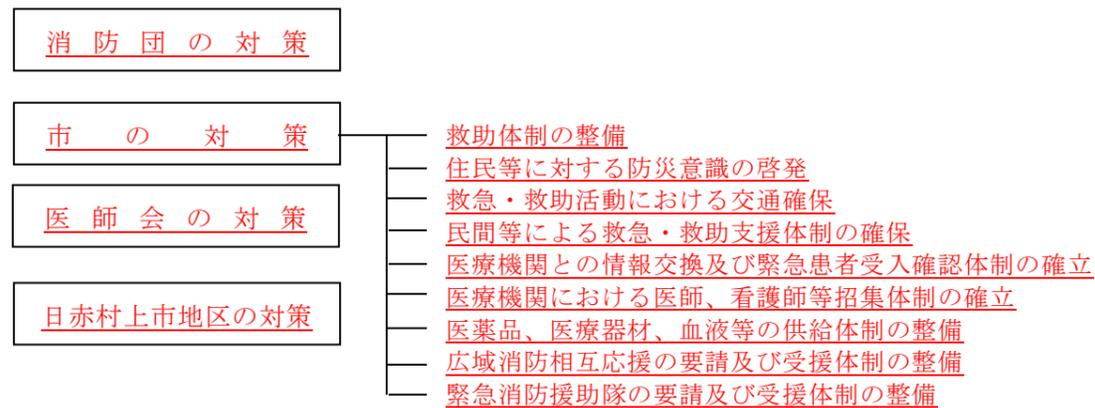 消防団の対策
市の対策
救助体制の整備
住民等に対する防災意識の啓発
救急・救助活動における交通確保
民間等による救急・救助支援体制の確保
医療機関との情報交換及び緊急患者受入確認体制の確立
医療機関における医師、看護師等招集体制の確立
医薬品、医療器材、血液等の供給体制の整備
広域消防相互応援の要請及び受援体制の整備
緊急消防援助隊の要請及び受援体制の整備
医師会の対策
日赤村上市地区の対策